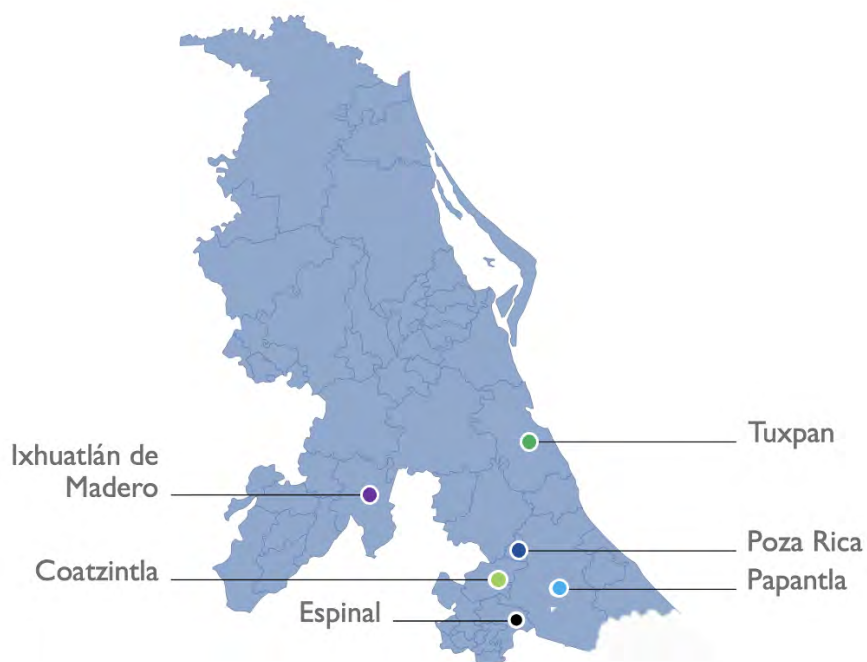 Tuxpan
Ixhuatlán de
Madero
Poza Rica
Coatzintla
Papantla
Espinal